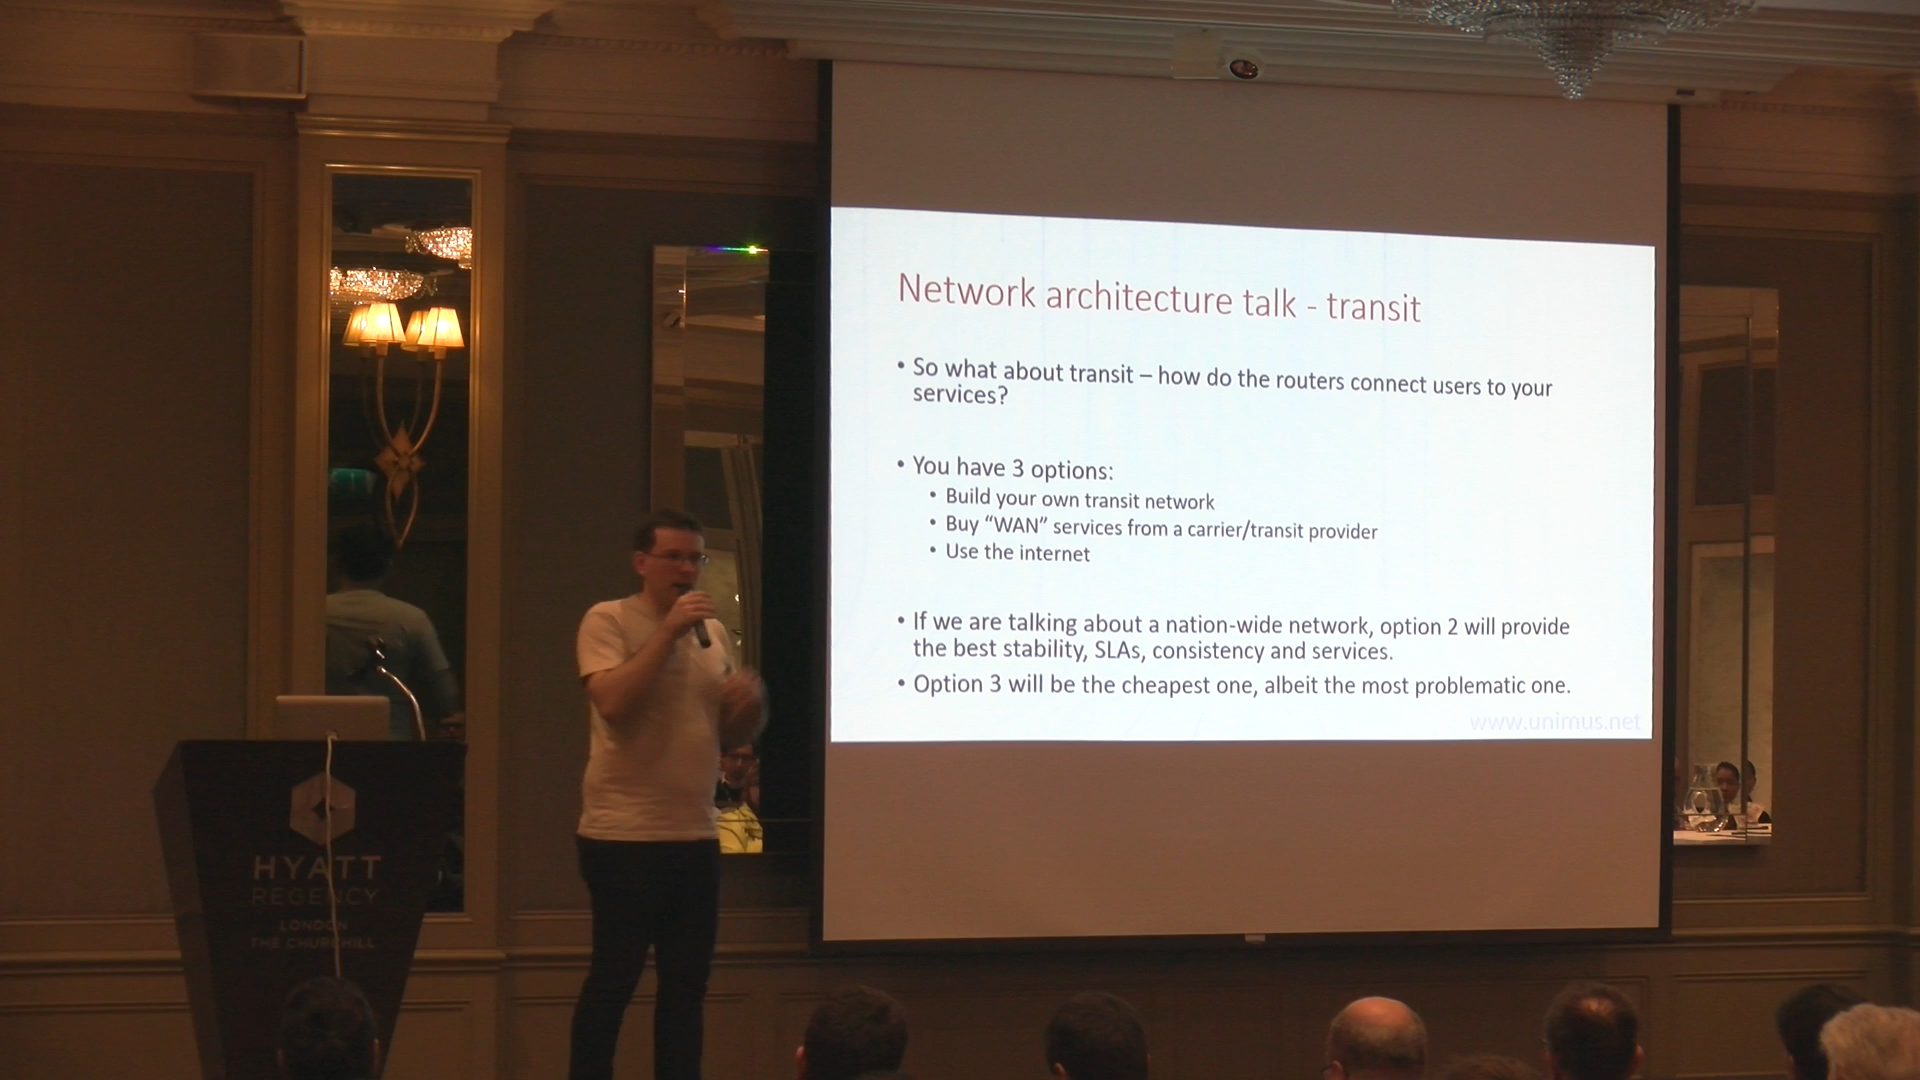 Network architecture talk - transit
• So what about transit – how do the routers connect users to your
services?
• You have 3 options:
• Build your own transit network
• Buy “WAN” services from a carrier/transit provider
• Use the internet
• If we are talking about a nation-wide network, option 2 will provide
the best stability, SLAs, consistency and services.
• Option 3 will be the cheapest one, albeit the most problematic one.
www.unimus.net
HYATT
REGENCY
LONDON
THE CHURCHILL